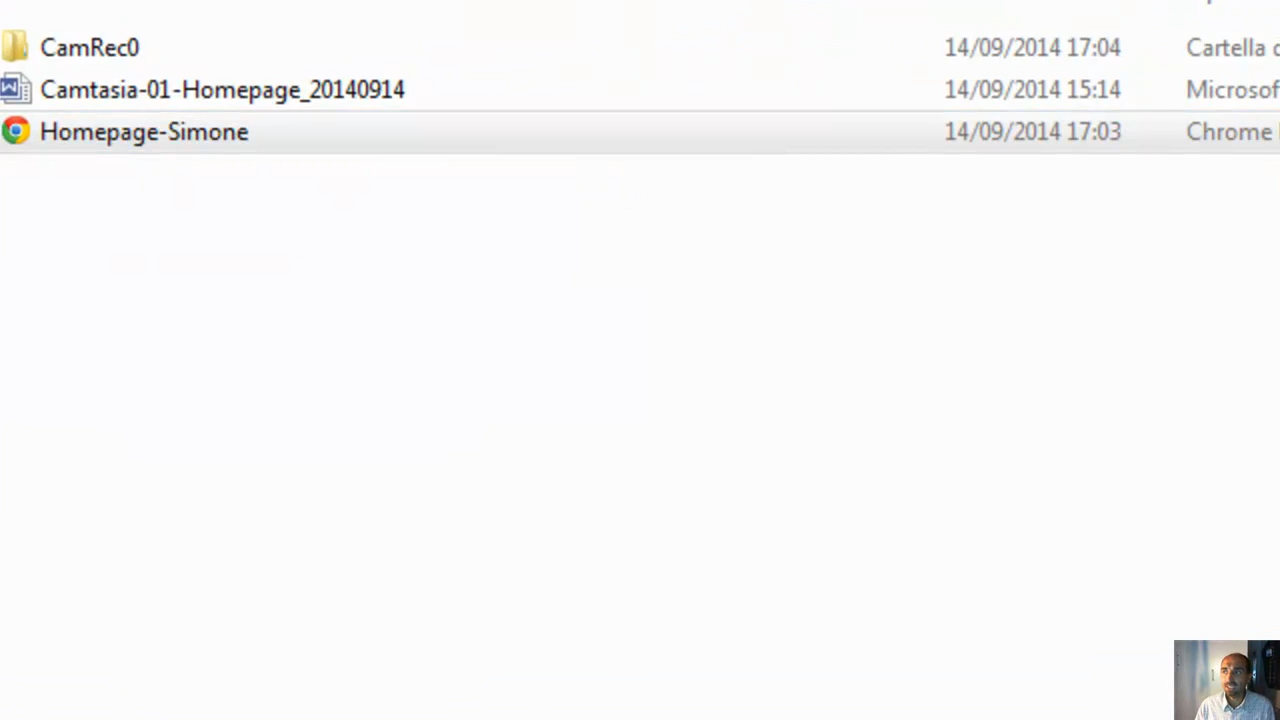 CamRec0 14/09/2014 17:04 Cartella
Camtasia-01-Homepage_20140914 14/09/2014 15:14 Microsof
Homepage-Simone 14/09/2014 17:03 Chrome